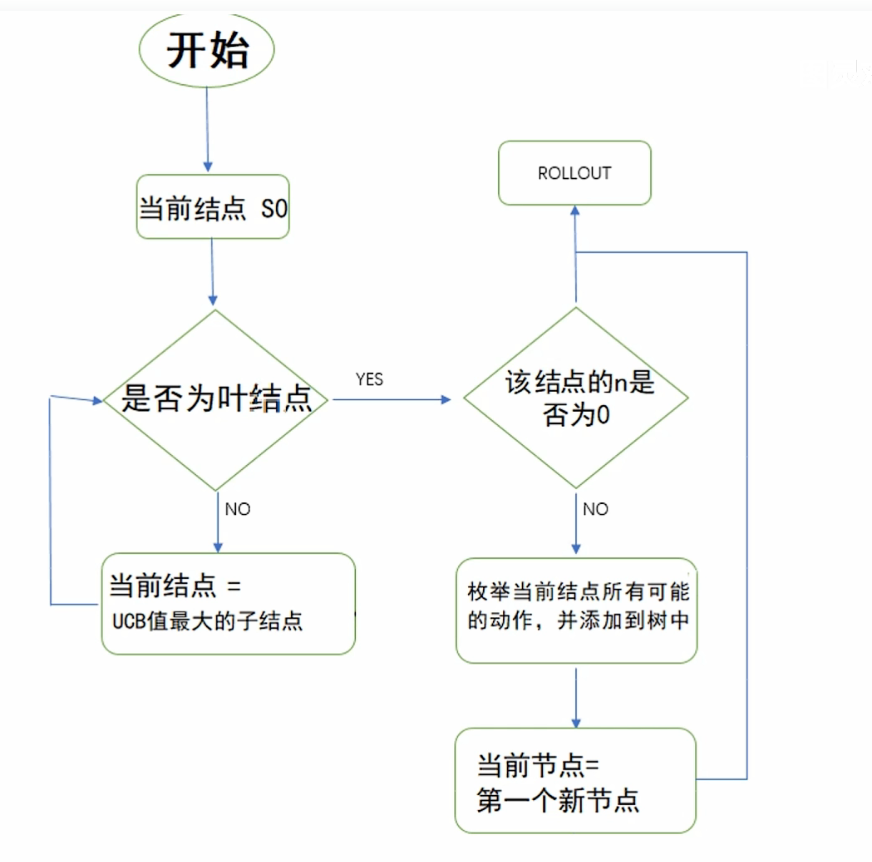 开始
当前结点 S0
ROLLOUT
是否为叶结点
YES
该结点的n是
否为0
NO
当前结点 =
UCB值最大的子结点
NO
枚举当前结点所有可能
的动作，并添加到树中
当前节点=
第一个新节点